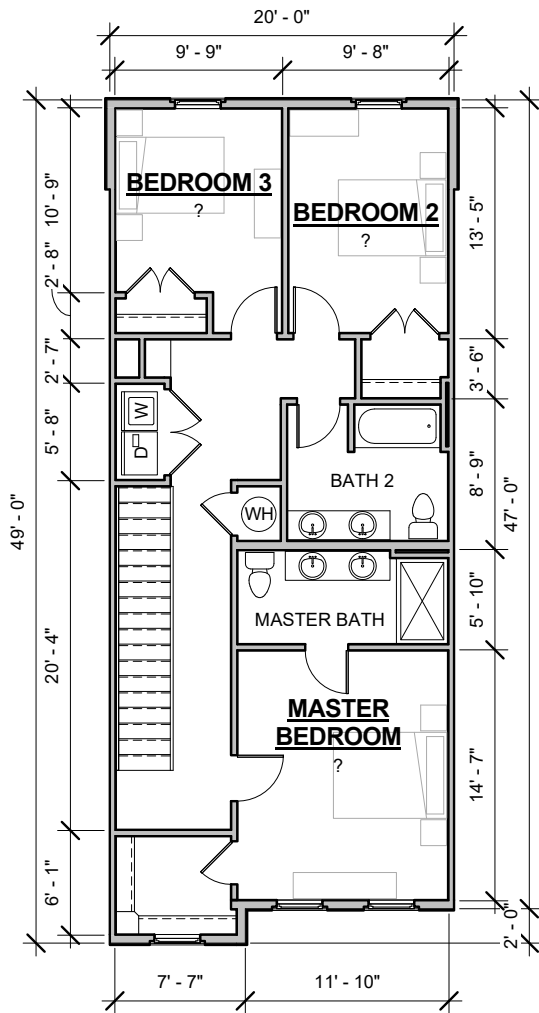 20' - 0"
9' - 9"
9' - 8"
10' - 9"
2' - 8"
2' - 7"
5' - 8"
20' - 4"
6' - 1"
49' - 0"
BEDROOM 3
?
BEDROOM 2
?
13' - 5"
3' - 6"
8' - 9"
5' - 10"
14' - 7"
47' - 0"
2' - 0"
W
D
BATH 2
WH
MASTER BATH
MASTER
BEDROOM
?
7' - 7"
11' - 10"